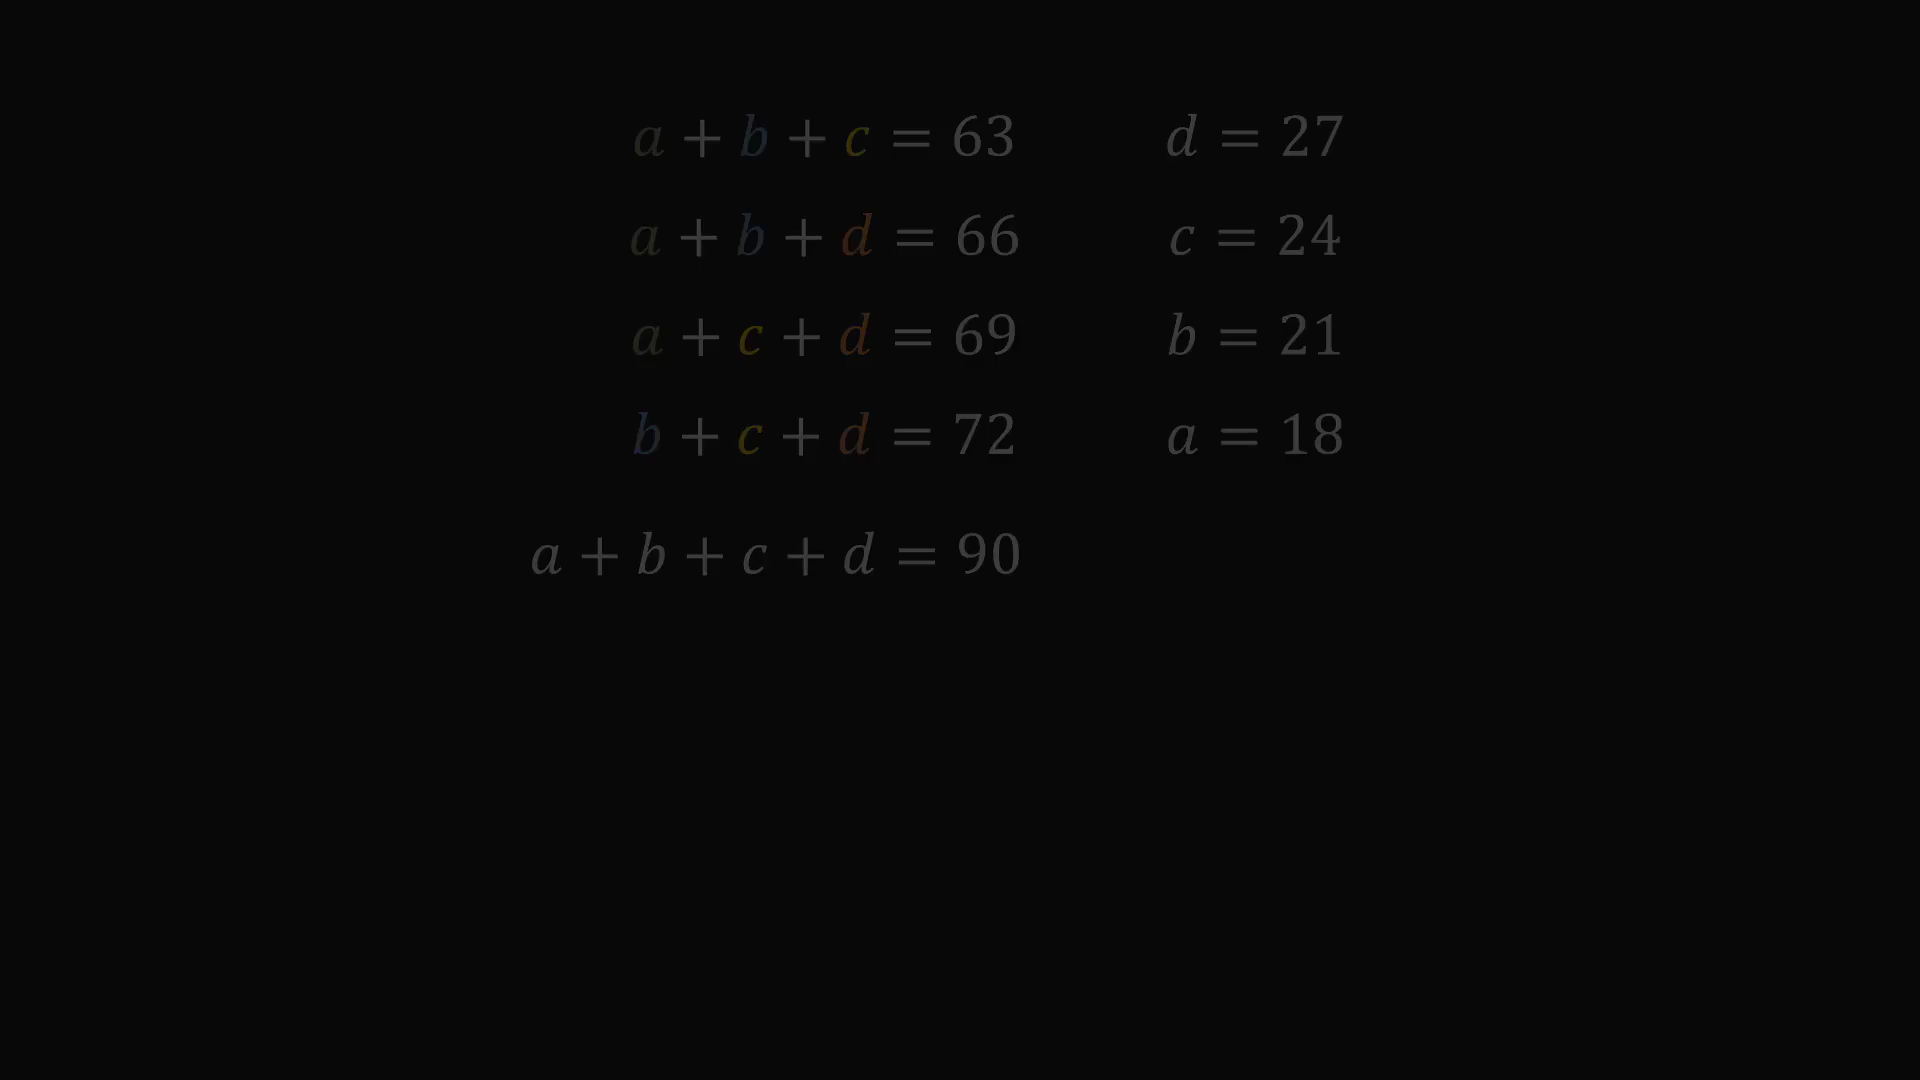 a + b + c = 63 d = 27
a + b + d = 66 c = 24
a + c + d = 69 b = 21
b + c + d = 72 a = 18
a + b + c + d = 90